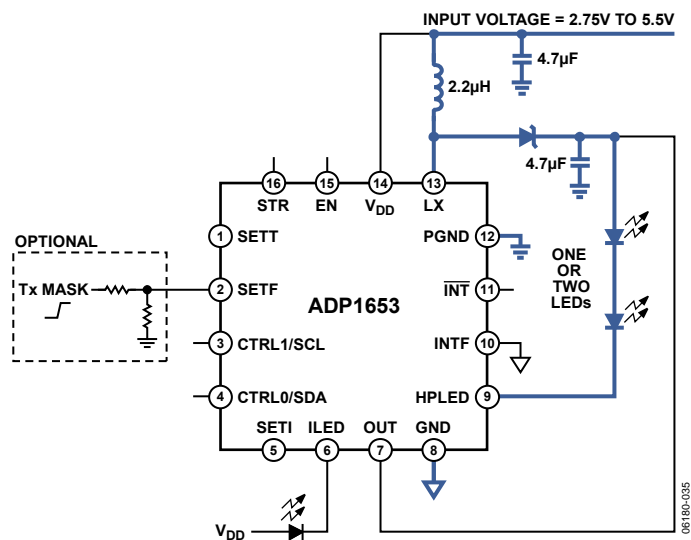 INPUT VOLTAGE = 2.75V TO 5.5V
4.7µF
2.2µH
4.7µF
16 15 14 13
STR EN VDD LX
OPTIONAL
Tx MASK
1 SETT
2 SETF
3 CTRL1/SCL
4 CTRL0/SDA
ADP1653
PGND 12
INT 11
INTF 10
HPLED 9
ONE
OR
TWO
LEDs
SETI ILED OUT GND
5 6 7 8
VDD
06180-035